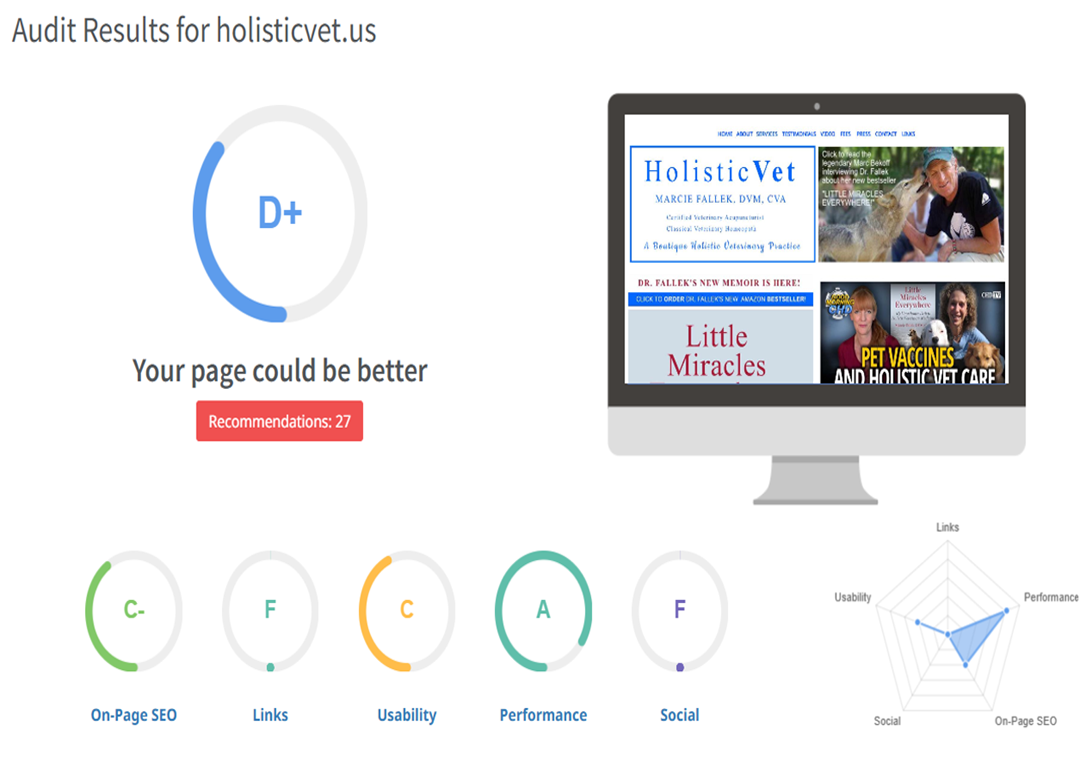 Audit Results for holisticvet.us
D+
Your page could be better
Recommendations: 27
HOME ABOUT SERVICES TESTIMONIALS VIDEO FEES PRESS CONTACT LINKS
HolisticVet
MARCIE FALLEK, DVM, CVA
Certified Veterinary Acupuncturist
Classical Veterinary Homeopath
A Boutique Holistic Veterinary Practice
Click to read the
legendary Marc Bekoff
interviewing Dr. Fallek
about her new bestseller
"LITTLE MIRACLES
EVERYWHERE!"
DR. FALLEK'S NEW MEMOIR IS HERE!
CLICK TO ORDER DR. FALLEK'S NEW AMAZON BESTSELLER!
Little
Miracles
CHD
Little
Miracles
Everywhere
CHD TV
PET VACCINES
AND HOLISTIC VET CARE
C-
F
C
A
F
On-Page SEO
Links
Usability
Performance
Social
Links
Usability
Performance
Social
On-Page SEO